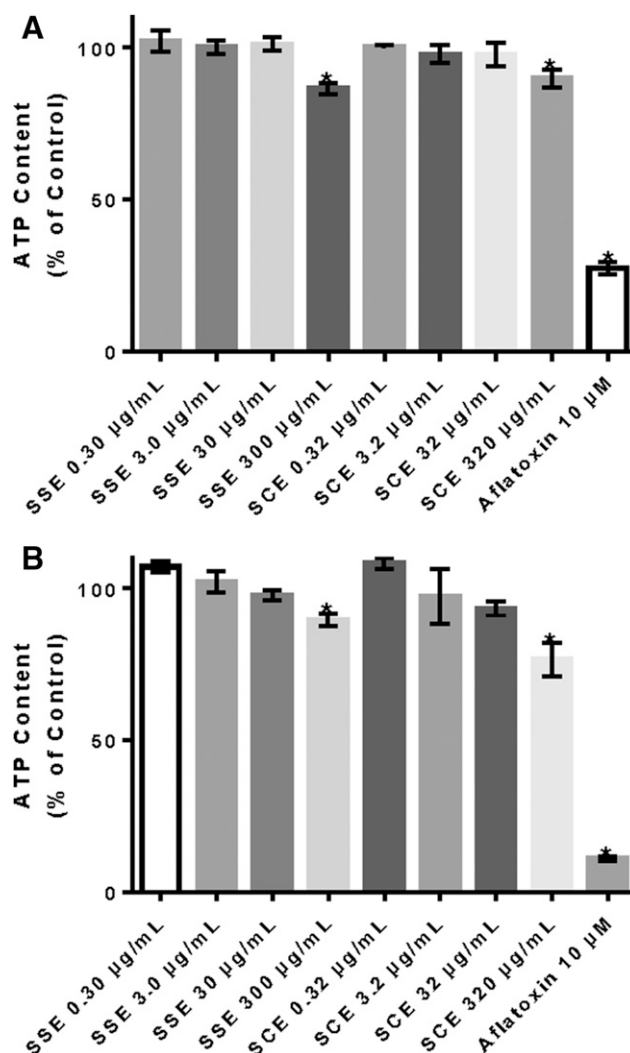 A
ATP Content
(% of Control)
100
50
0
*
*
*
SSE 0.30 µg/mL
SSE 3.0 µg/mL
SSE 30 µg/mL
SSE 300 µg/mL
SCE 0.32 µg/mL
SCE 3.2 µg/mL
SCE 32 µg/mL
SCE 320 µg/mL
Aflatoxin 10 µM
B
ATP Content
(% of Control)
100
50
0
*
*
*
SSE 0.30 µg/mL
SSE 3.0 µg/mL
SSE 30 µg/mL
SSE 300 µg/mL
SCE 0.32 µg/mL
SCE 3.2 µg/mL
SCE 32 µg/mL
SCE 320 µg/mL
Aflatoxin 10 µM